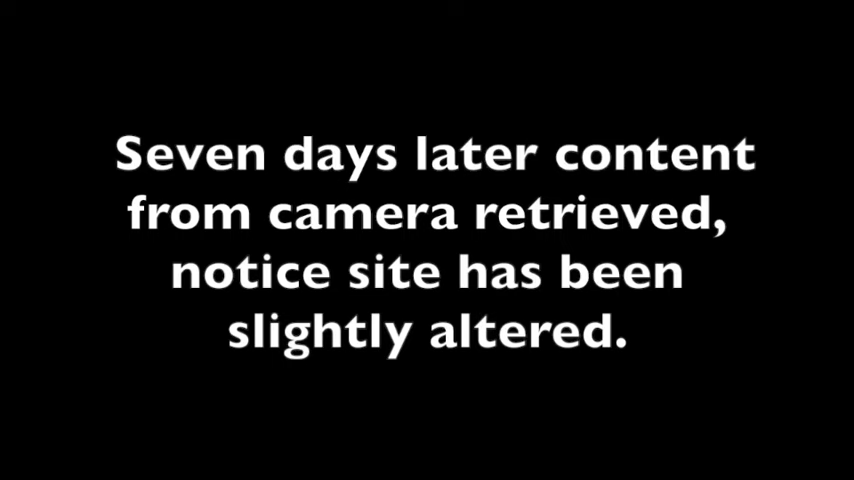 Seven days later content
from camera retrieved,
notice site has been
slightly altered.